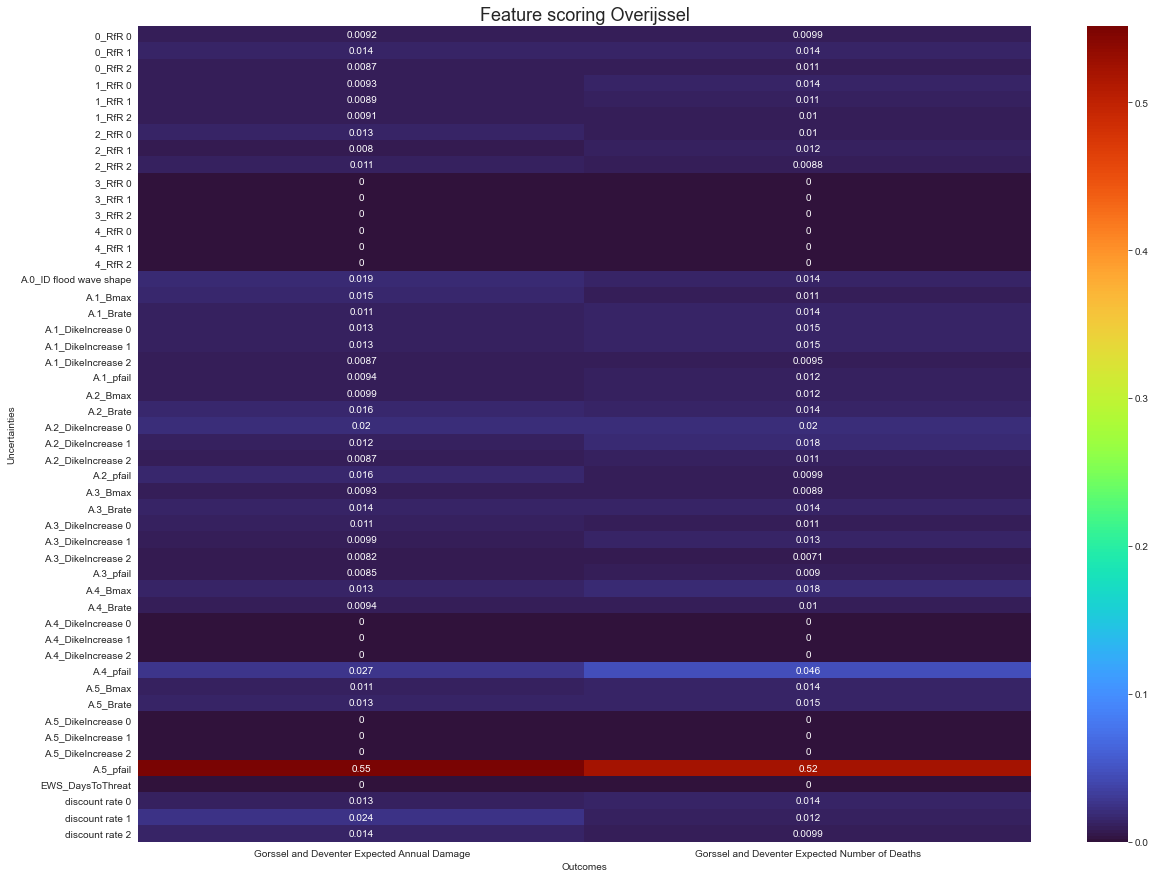 Feature scoring Overijssel
Uncertainties
0_RfR 0 0.0092 0.0099
0_RfR 1 0.014 0.014
0_RfR 2 0.0087 0.011
1_RfR 0 0.0093 0.014
1_RfR 1 0.0089 0.011
1_RfR 2 0.0091 0.01
2_RfR 0 0.013 0.01
2_RfR 1 0.008 0.012
2_RfR 2 0.011 0.0088
3_RfR 0 0 0
3_RfR 1 0 0
3_RfR 2 0 0
4_RfR 0 0 0
4_RfR 1 0 0
4_RfR 2 0 0
A.0_ID flood wave shape 0.019 0.014
A.1_Bmax 0.015 0.011
A.1_Brate 0.011 0.014
A.1_DikeIncrease 0 0.013 0.015
A.1_DikeIncrease 1 0.013 0.015
A.1_DikeIncrease 2 0.0087 0.0095
A.1_pfail 0.0094 0.012
A.2_Bmax 0.0099 0.012
A.2_Brate 0.016 0.014
A.2_DikeIncrease 0 0.02 0.02
A.2_DikeIncrease 1 0.012 0.018
A.2_DikeIncrease 2 0.0087 0.011
A.2_pfail 0.016 0.0099
A.3_Bmax 0.0093 0.0089
A.3_Brate 0.014 0.014
A.3_DikeIncrease 0 0.011 0.011
A.3_DikeIncrease 1 0.0099 0.013
A.3_DikeIncrease 2 0.0082 0.0071
A.3_pfail 0.0085 0.009
A.4_Bmax 0.013 0.018
A.4_Brate 0.0094 0.01
A.4_DikeIncrease 0 0 0
A.4_DikeIncrease 1 0 0
A.4_DikeIncrease 2 0 0
A.4_pfail 0.027 0.046
A.5_Bmax 0.011 0.014
A.5_Brate 0.013 0.015
A.5_DikeIncrease 0 0 0
A.5_DikeIncrease 1 0 0
A.5_DikeIncrease 2 0 0
A.5_pfail 0.55 0.52
EWS_DaysToThreat 0 0
discount rate 0 0.013 0.014
discount rate 1 0.024 0.012
discount rate 2 0.014 0.0099
Gorssel and Deventer Expected Annual Damage Gorssel and Deventer Expected Number of Deaths
Outcomes
0.5
0.4
0.3
0.2
0.1
0.0